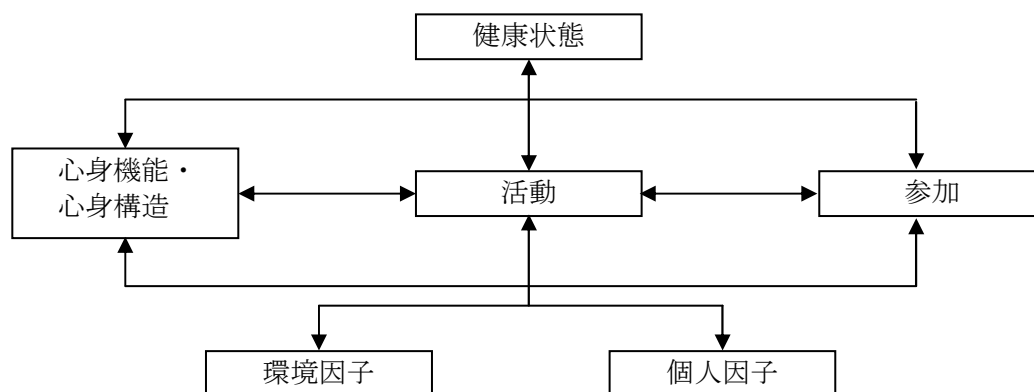 健康状態
心身機能・
心身構造
活動
参加
環境因子
個人因子